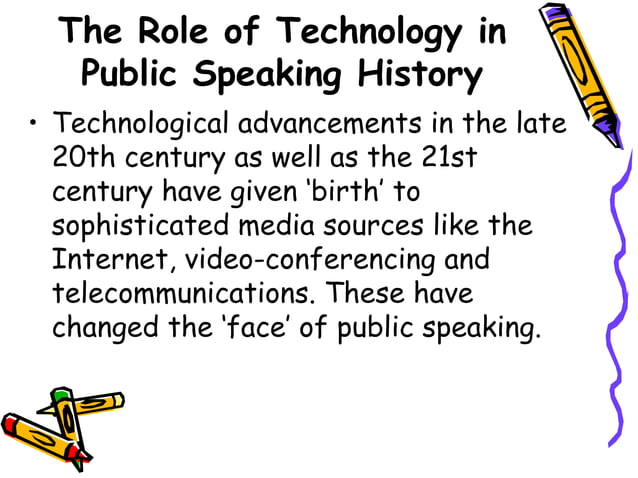 The Role of Technology in
Public Speaking History
• Technological advancements in the late
20th century as well as the 21st
century have given ‘birth’ to
sophisticated media sources like the
Internet, video-conferencing and
telecommunications. These have
changed the ‘face’ of public speaking.